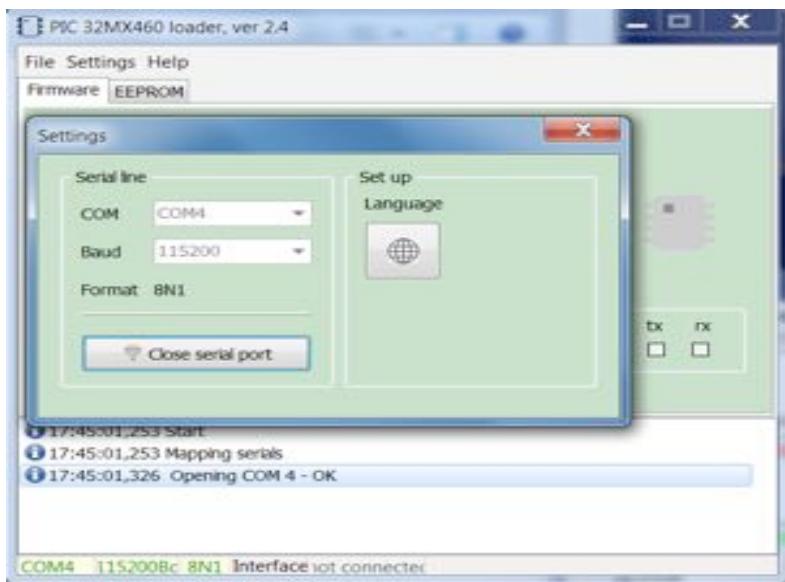 PIC 32MX460 loader, ver 2.4
File Settings Help
Firmware EEPROM
Settings
Serial line
COM COM4
Baud 115200
Format 8N1
Close serial port
Set up
Language
tx rx
17:45:01,253 Start
17:45:01,253 Mapping serials
17:45:01,326 Opening COM 4 - OK
COM4 115200Bc 8N1 Interface not connected